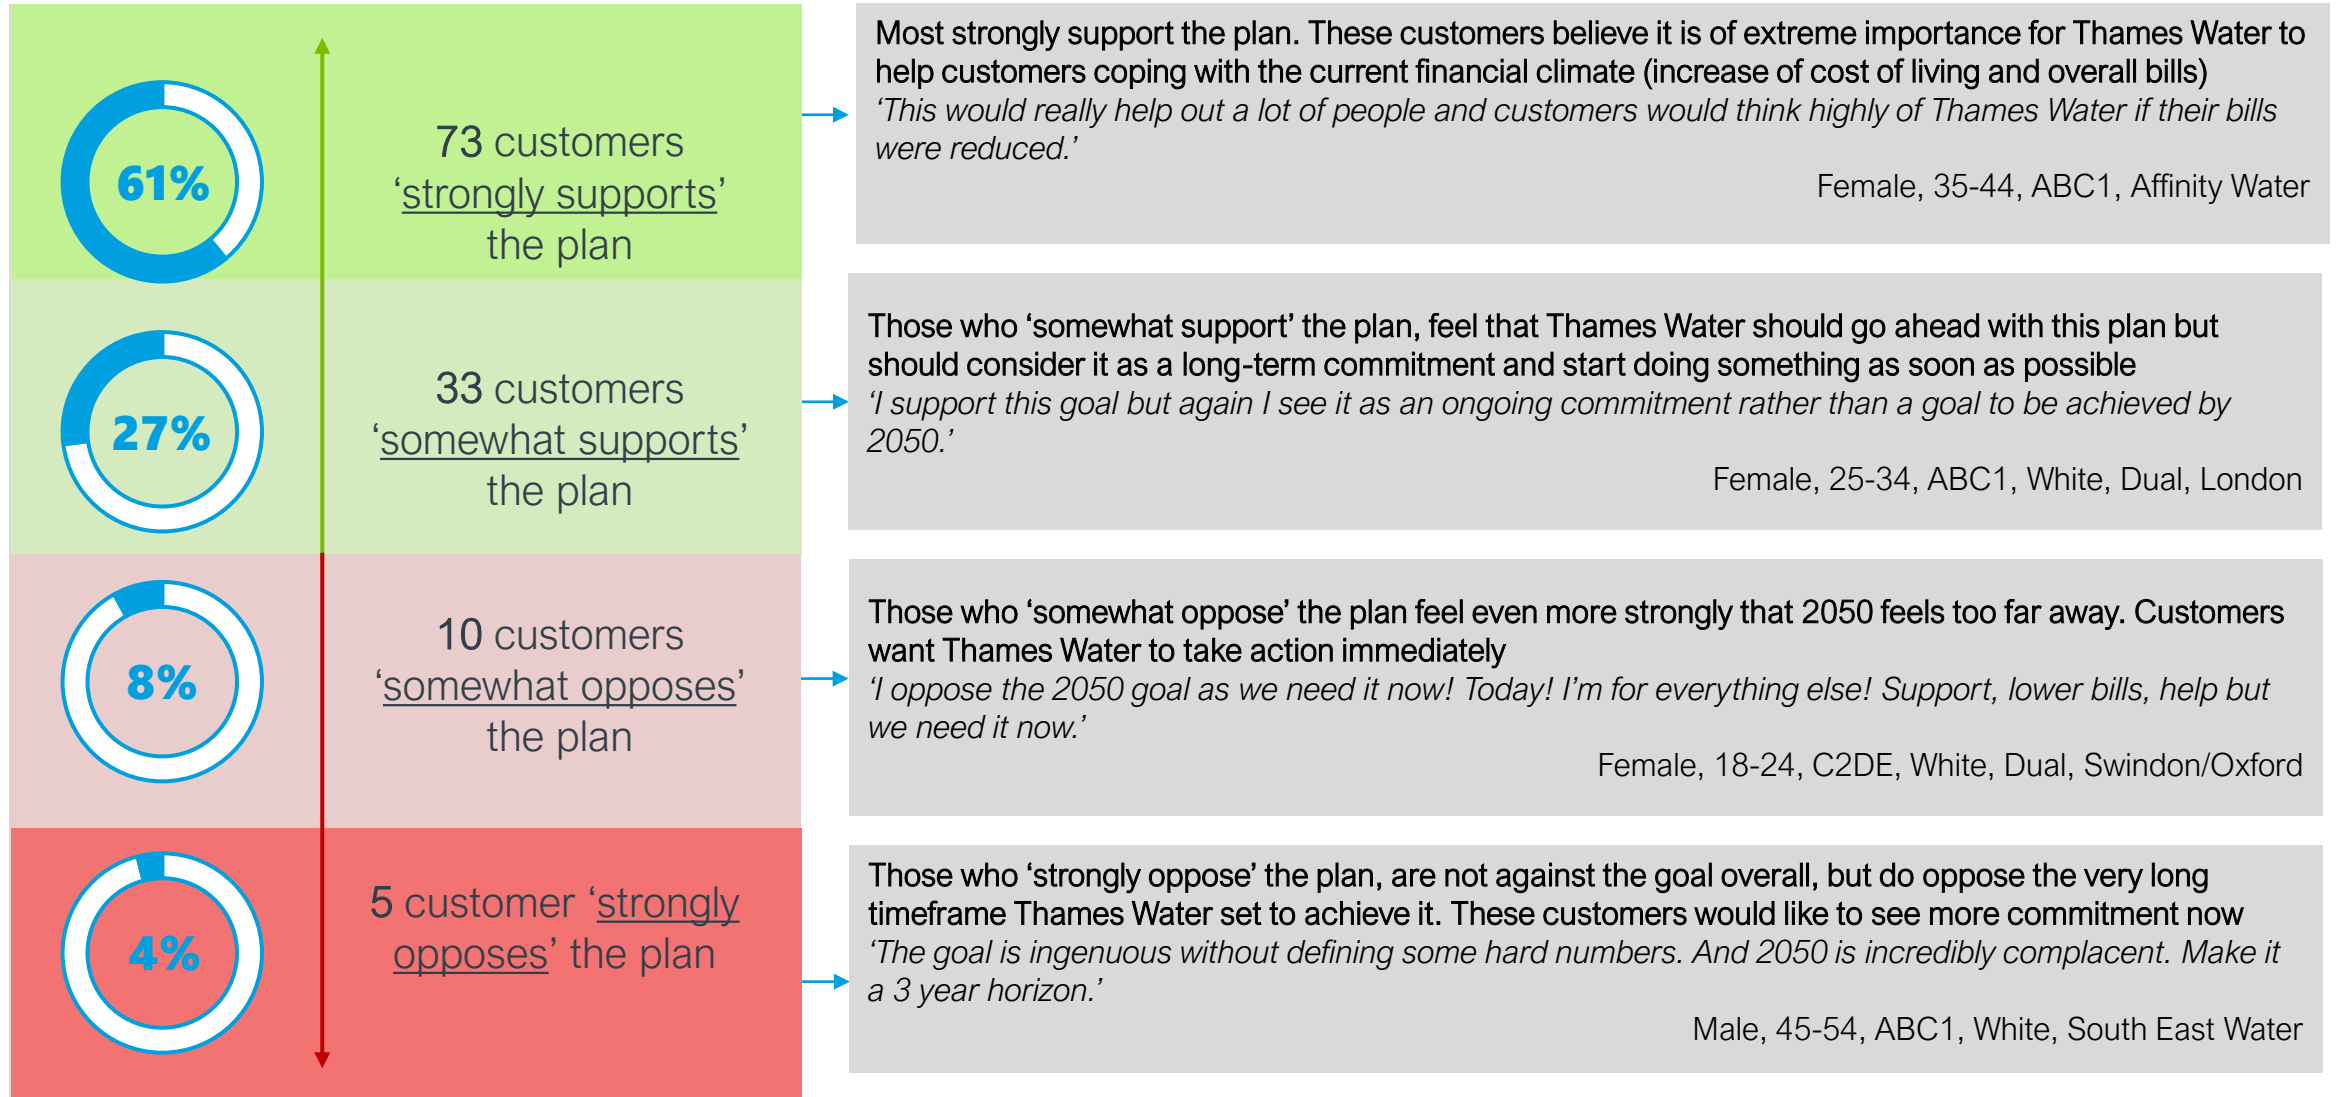 61%
73 customers
‘strongly supports’
the plan
Most strongly support the plan. These customers believe it is of extreme importance for Thames Water to
help customers coping with the current financial climate (increase of cost of living and overall bills)
‘This would really help out a lot of people and customers would think highly of Thames Water if their bills
were reduced.’
Female, 35-44, ABC1, Affinity Water
27%
33 customers
‘somewhat supports’
the plan
Those who ‘somewhat support’ the plan, feel that Thames Water should go ahead with this plan but
should consider it as a long-term commitment and start doing something as soon as possible
‘I support this goal but again I see it as an ongoing commitment rather than a goal to be achieved by
2050.’
Female, 25-34, ABC1, White, Dual, London
8%
10 customers
‘somewhat opposes’
the plan
Those who ‘somewhat oppose’ the plan feel even more strongly that 2050 feels too far away. Customers
want Thames Water to take action immediately
‘I oppose the 2050 goal as we need it now! Today! I’m for everything else! Support, lower bills, help but
we need it now.’
Female, 18-24, C2DE, White, Dual, Swindon/Oxford
4%
5 customer ‘strongly
opposes’ the plan
Those who ‘strongly oppose’ the plan, are not against the goal overall, but do oppose the very long
timeframe Thames Water set to achieve it. These customers would like to see more commitment now
‘The goal is ingenuous without defining some hard numbers. And 2050 is incredibly complacent. Make it
a 3 year horizon.’
Male, 45-54, ABC1, White, South East Water